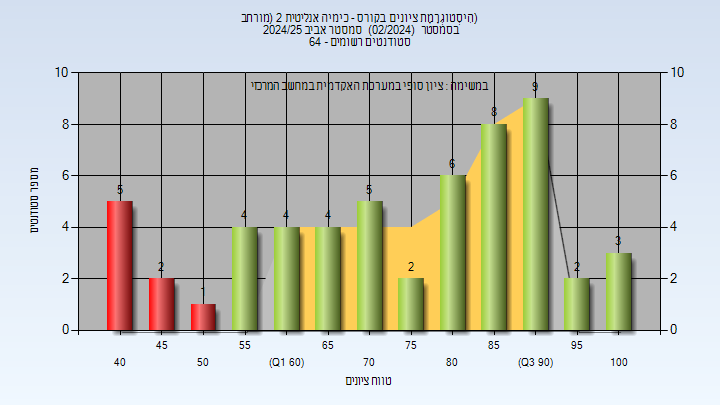 (היסטוגרמת ציונים בקורס - כימיה אנליטית 2 (מורחב
בסמסטר (02/2024) סמסטר אביב 2024/25
סטודנטים רשומים - 64
במשימה : ציון סופי במערכת האקדמית במחשב המרכזי
10 10
8 8
6 6
4 4
2 2
0 0
5 2 1 4 4 4 5 2 6 8 9 2 3
מספר סטודנטים
45 55 65 75 85 95
40 50 (Q1 60) 70 80 (Q3 90) 100
טווח ציונים